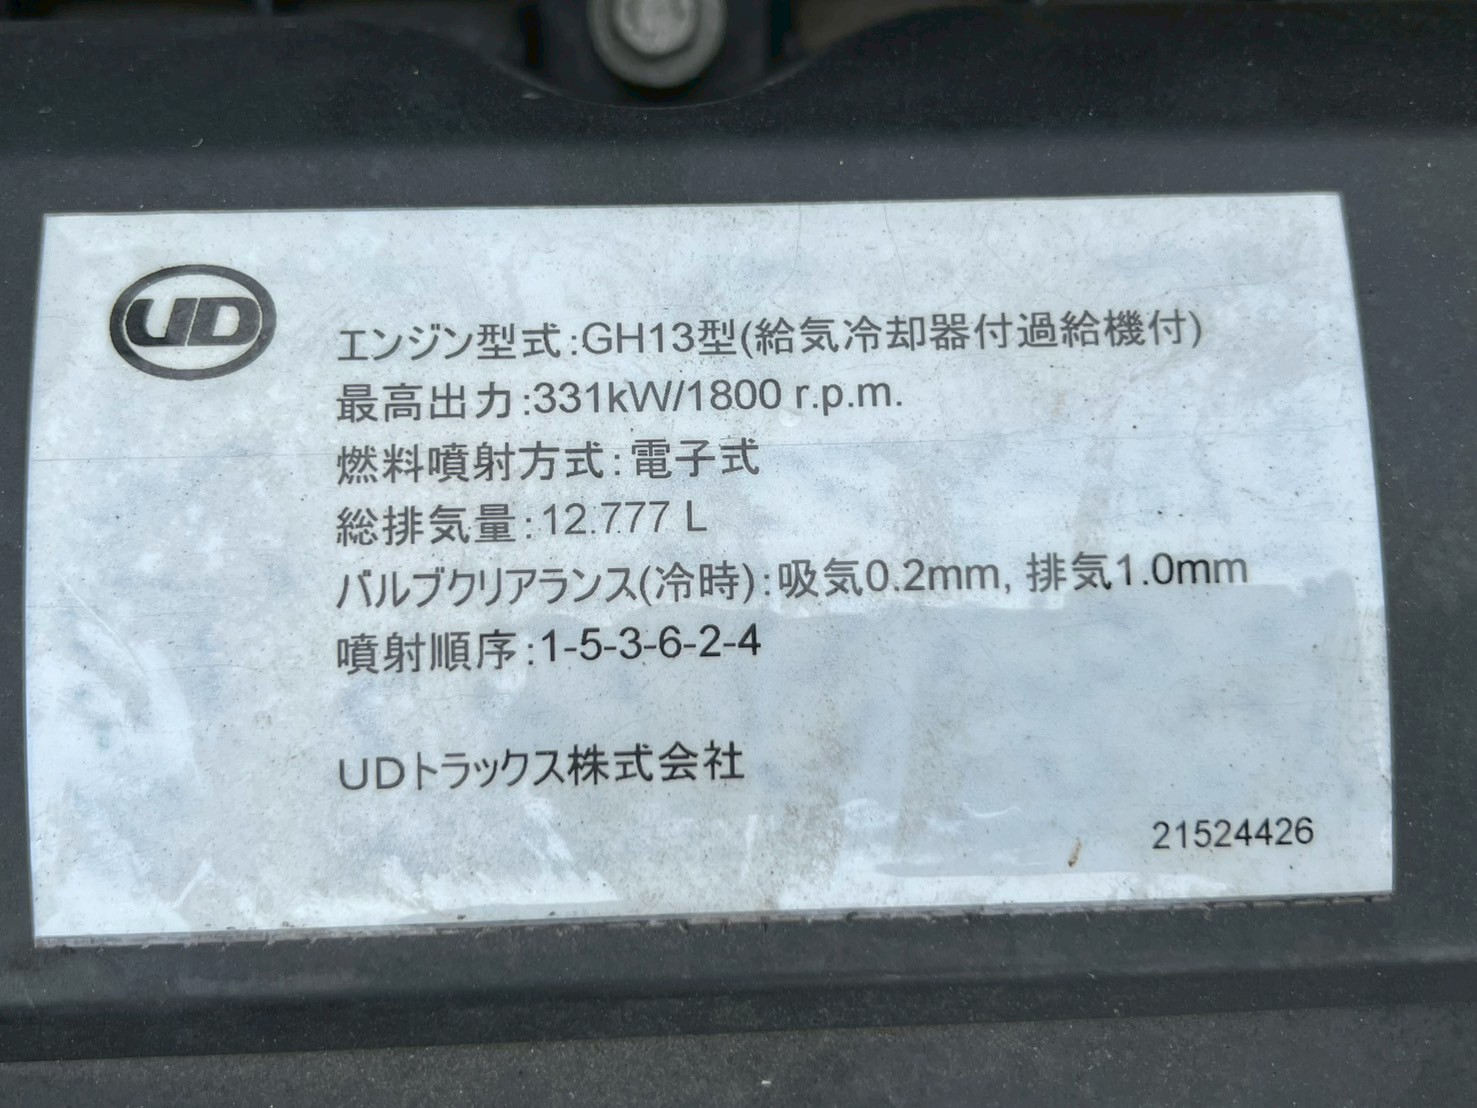 UD
エンジン型式:GH13型(給気冷却器付過給機付)
最高出力:331kW/1800 r.p.m.
燃料噴射方式:電子式
総排気量:12.777 L
バルブクリアランス(冷時):吸気0.2mm, 排気1.0mm
噴射順序:1-5-3-6-2-4
UDトラックス株式会社
21524426